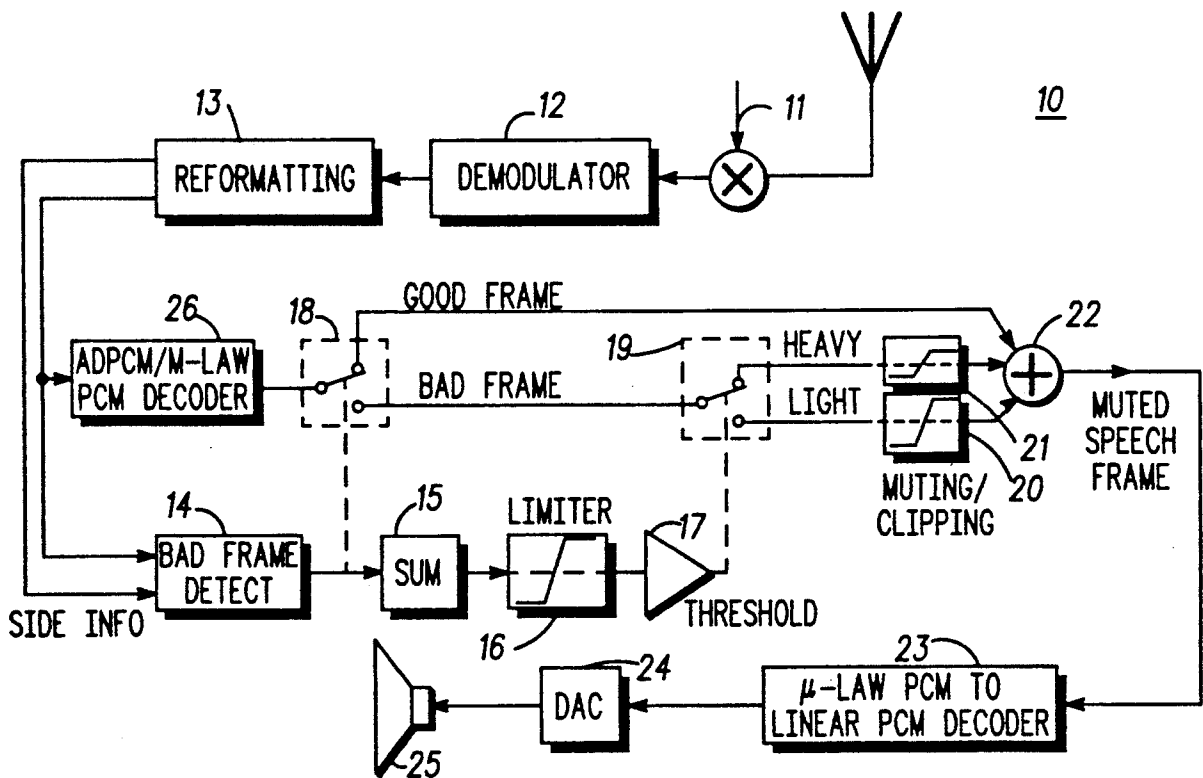 10
11
12
13
REFORMATTING
DEMODULATOR
GOOD FRAME
26
18
22
19
HEAVY
ADPCM/M-LAW
PCM DECODER
BAD FRAME
LIGHT
21
20
MUTED
SPEECH
FRAME
MUTING/
CLIPPING
14
15
LIMITER
17
BAD FRAME
DETECT
SUM
THRESHOLD
SIDE INFO
16
24
23
DAC
μ-LAW PCM TO
LINEAR PCM DECODER
25